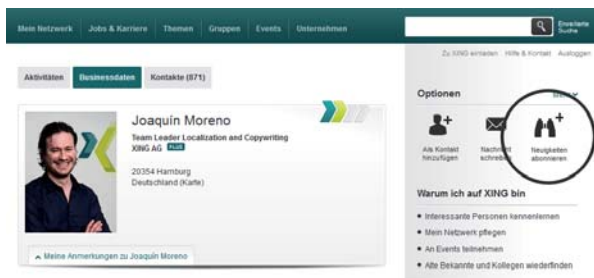 Mein Netzwerk Jobs & Karriere Themen Gruppen Events Unternehmen
Erweiterte Suche
Zu XING einladen Hilfe & Kontakt Ausloggen
Aktivitäten Businessdaten Kontakte (871)
Joaquín Moreno
Team Leader Localization and Copywriting
XING AG PLUS
20354 Hamburg
Deutschland (Karte)
Meine Anmerkungen zu Joaquín Moreno
Optionen
Als Kontakt hinzufügen
Nachricht schreiben
Neuigkeiten abonnieren
Warum ich auf XING bin
Interessante Personen kennenlernen
Mein Netzwerk pflegen
An Events teilnehmen
Alte Bekannte und Kollegen wiederfinden